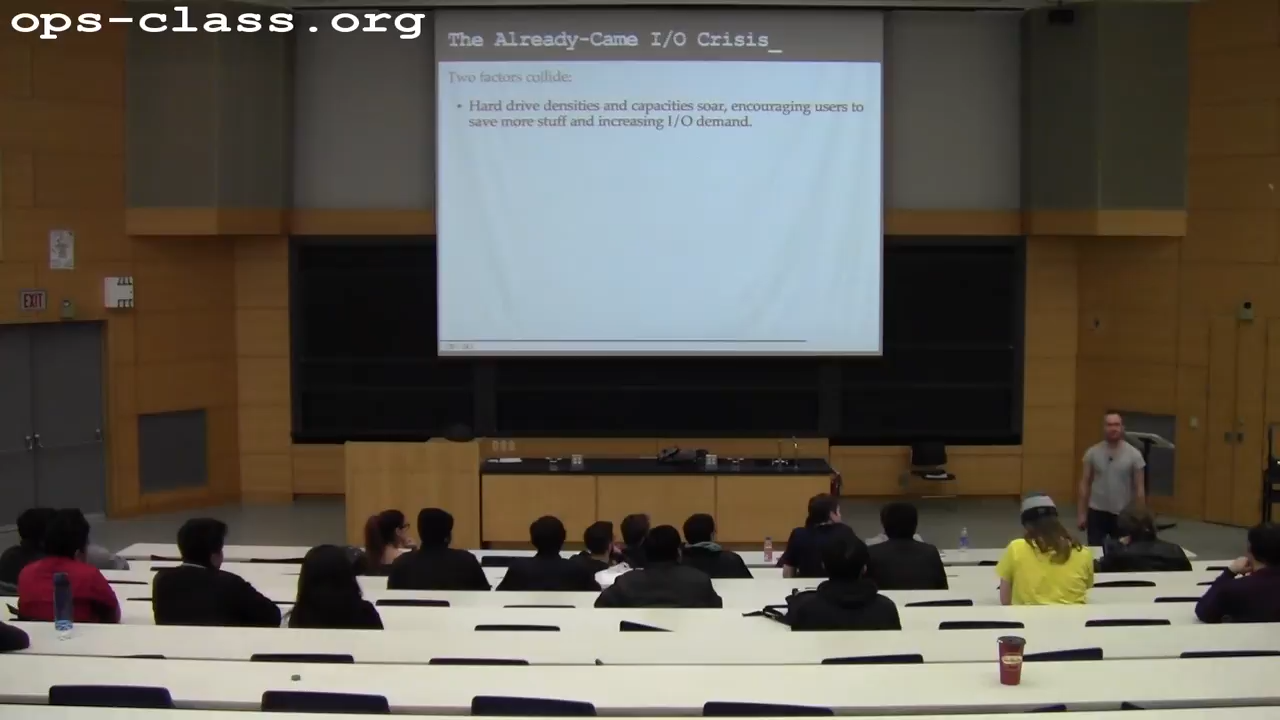 ops-class.org
The Already-Came I/O Crisis_
Two factors collide:
• Hard drive densities and capacities soar, encouraging users to
save more stuff and increasing I/O demand.
EXIT